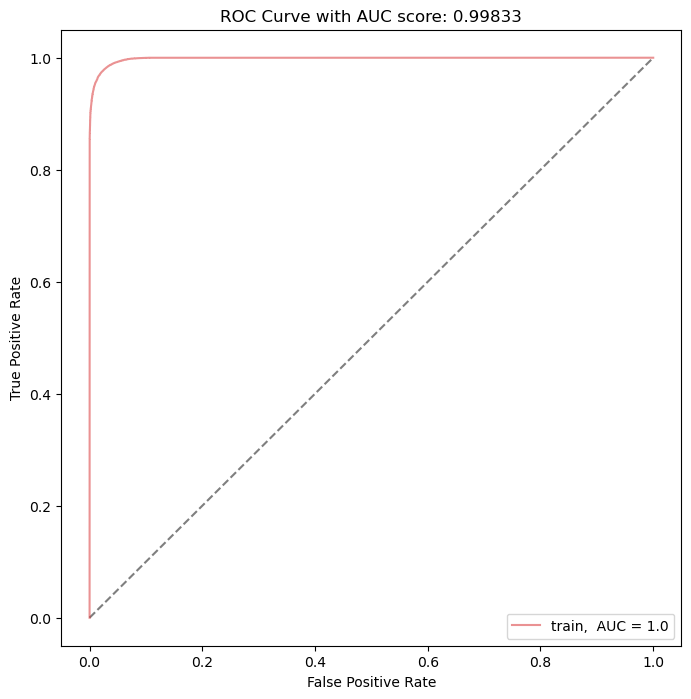 ROC Curve with AUC score: 0.99833
1.0
0.8
0.6
0.4
0.2
0.0
True Positive Rate
train,  AUC = 1.0
0.0 0.2 0.4 0.6 0.8 1.0
False Positive Rate